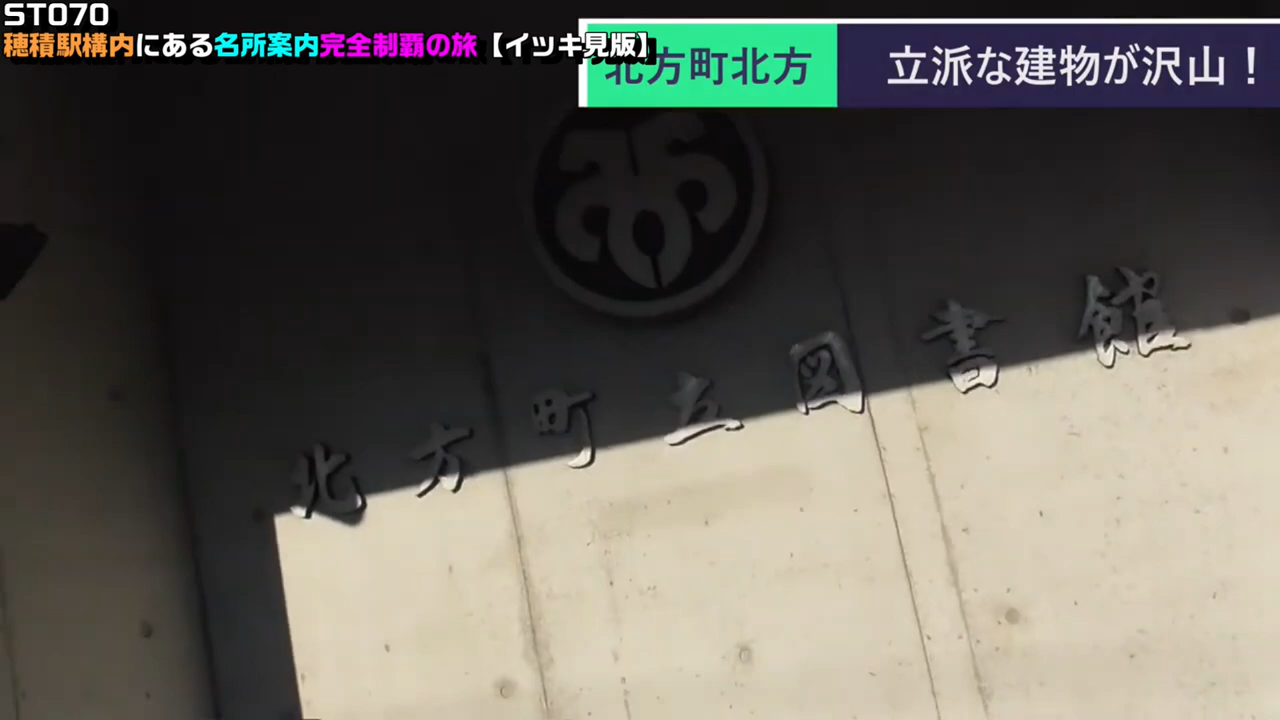 ST070
穂積駅構内にある名所案内完全制覇の旅【イッキ見版】
北方町北方
立派な建物が沢山！
北方町立図書館